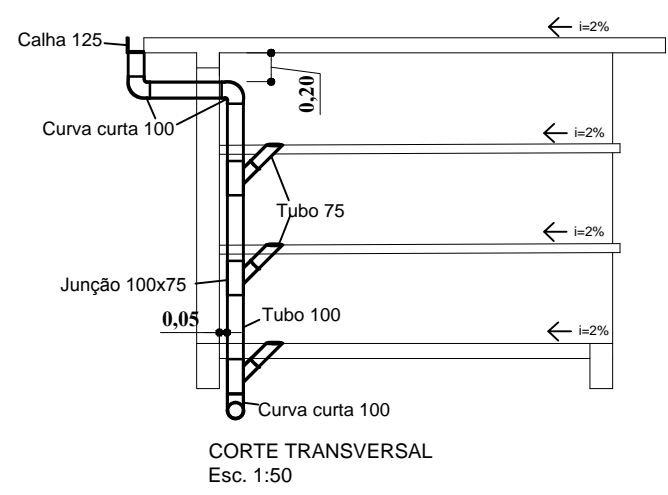 i=2%
Calha 125
0,20
Curva curta 100
i=2%
Tubo 75
i=2%
Junção 100x75
0,05
Tubo 100
i=2%
Curva curta 100
CORTE TRANSVERSAL
Esc. 1:50